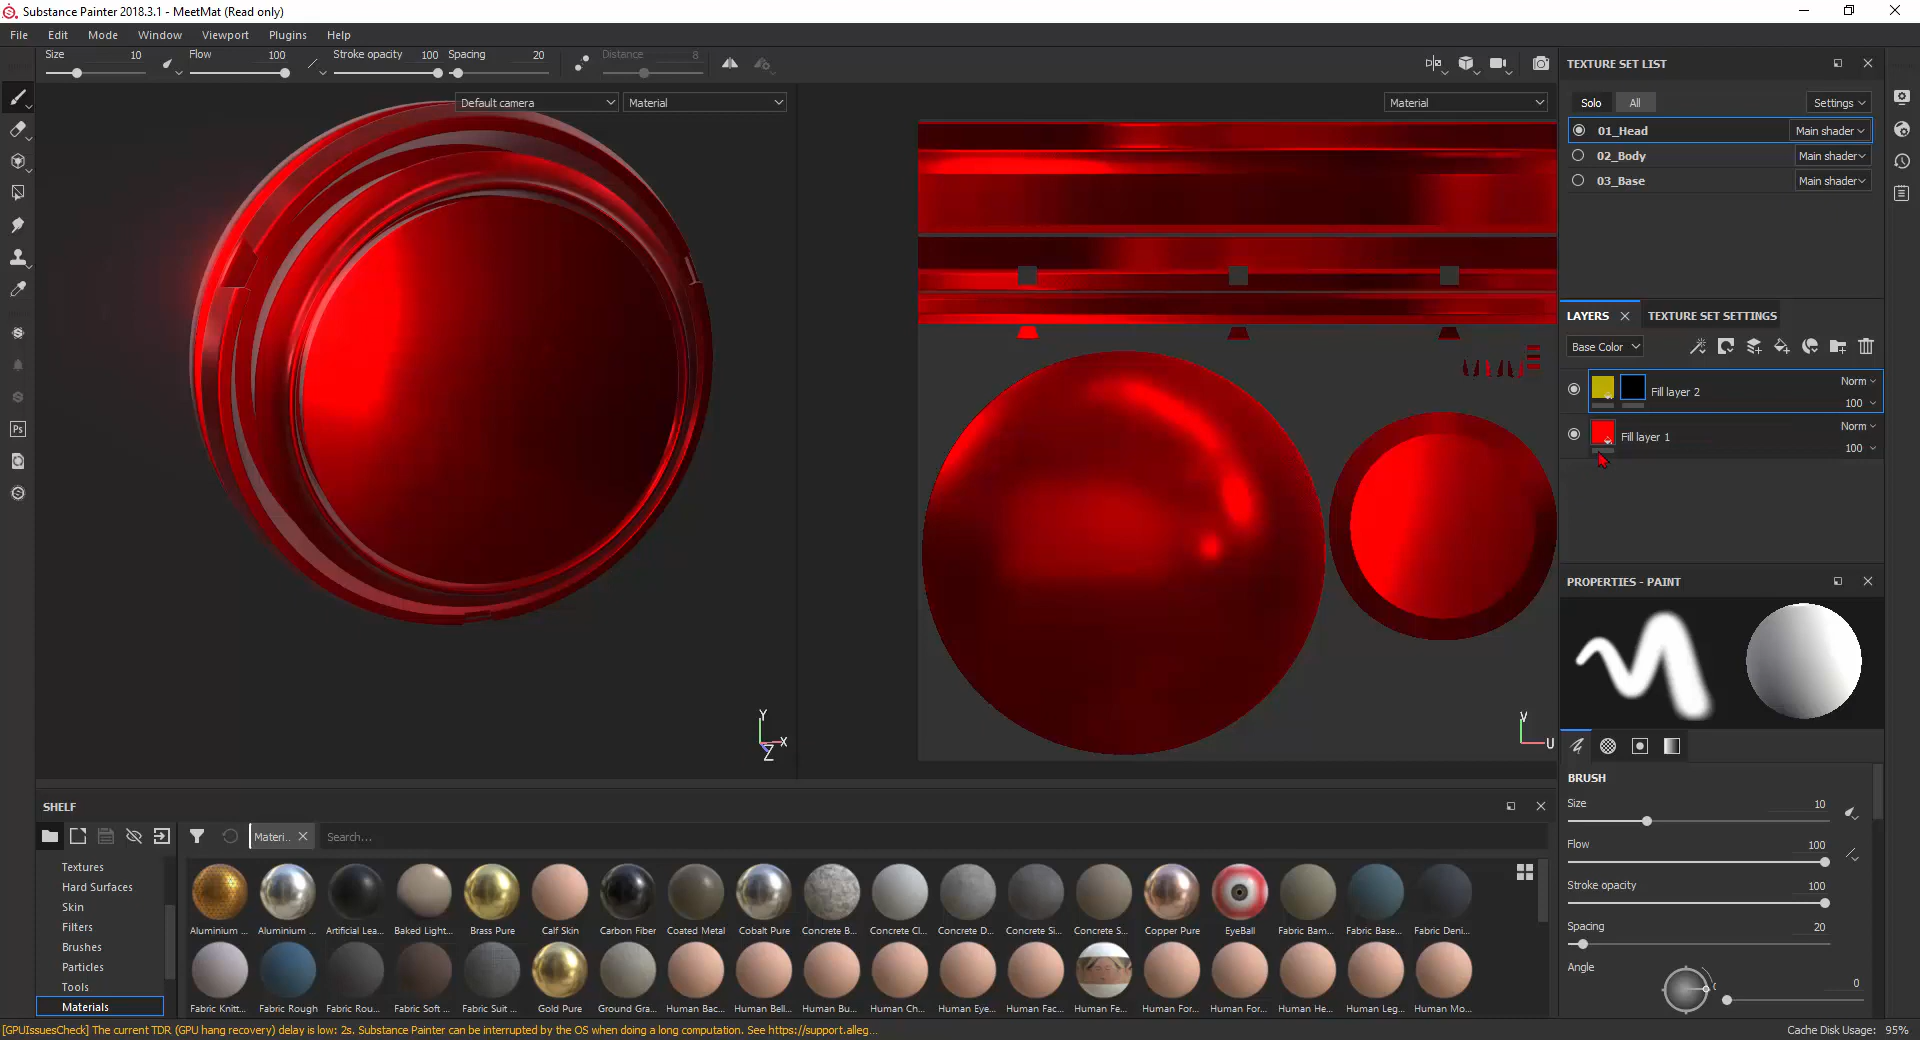 Substance Painter 2018.3.1 - MeetMat (Read only)
File Edit Mode Window Viewport Plugins Help
Size 10 Flow 100 Stroke opacity 100 Spacing 20 Distance 8
Default camera Material Material
TEXTURE SET LIST
Solo All Settings
01_Head Main shader
02_Body Main shader
03_Base Main shader
LAYERS TEXTURE SET SETTINGS
Base Color
Fill layer 2 Norm 100
Fill layer 1 Norm 100
Ps
Y X Z
V U
PROPERTIES - PAINT
BRUSH
Size 10
Flow 100
Stroke opacity 100
Spacing 20
Angle 0
SHELF
Materi... Search...
Textures
Hard Surfaces
Skin
Filters
Brushes
Particles
Tools
Materials
Aluminium ... Aluminium ... Artificial Lea... Baked Light... Brass Pure Calf Skin Carbon Fiber Coated Metal Cobalt Pure Concrete B... Concrete Cl... Concrete D... Concrete Si... Concrete S... Copper Pure EyeBall Fabric Bam... Fabric Base... Fabric Deni...
Fabric Knitt... Fabric Rough Fabric Rou... Fabric Soft ... Fabric Suit ... Gold Pure Ground Gra... Human Bac... Human Bell... Human Bu... Human Ch... Human Eye... Human Fac... Human Fe... Human For... Human For... Human He... Human Leg... Human Mo...
[GPUIssuesCheck] The current TDR (GPU hang recovery) delay is low: 2s. Substance Painter can be interrupted by the OS when doing a long computation. See https://support.alleg...
Cache Disk Usage: 95%